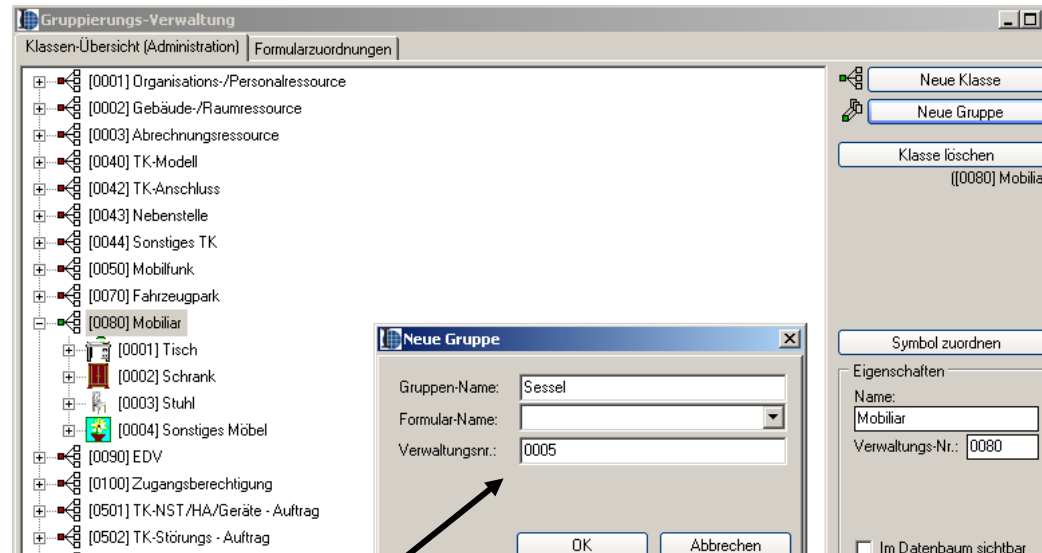 Gruppierungs-Verwaltung
Klassen-Übersicht (Administration)
Formularzuordnungen
[0001] Organisations-/Personalressource
[0002] Gebäude-/Raumressource
[0003] Abrechnungsressource
[0040] TK-Modell
[0042] TK-Anschluss
[0043] Nebenstelle
[0044] Sonstiges TK
[0050] Mobilfunk
[0070] Fahrzeugpark
[0080] Mobiliar
[0001] Tisch
[0002] Schrank
[0003] Stuhl
[0004] Sonstiges Möbel
[0090] EDV
[0100] Zugangsberechtigung
[0501] TK-NST/HA/Geräte - Auftrag
[0502] TK-Störungs - Auftrag
Neue Gruppe
Gruppen-Name: Sessel
Formular-Name:
Verwaltungsnr.: 0005
OK
Abbrechen
Neue Klasse
Neue Gruppe
Klasse löschen
([0080] Mobilia
Symbol zuordnen
Eigenschaften
Name:
Mobiliar
Verwaltungs-Nr.: 0080
Im Datenbaum sichtbar